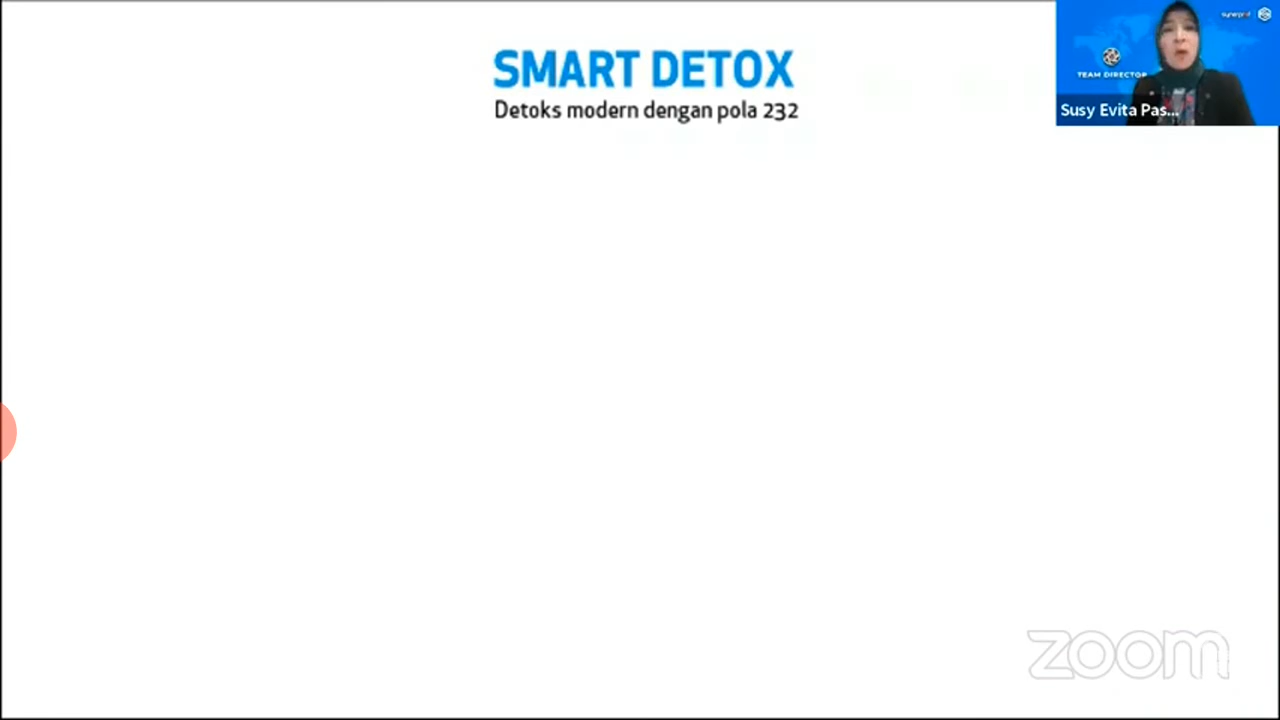 SMART DETOX
Detoks modern dengan pola 232
TEAM DIRECTOR
Susy Evita Pas...
zoom